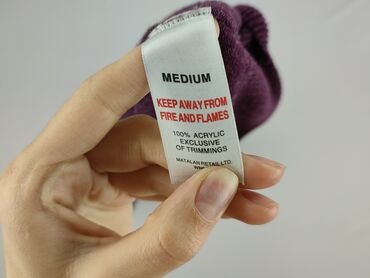 MEDIUM
KEEP AWAY FROM
FIRE AND FLAMES
100% ACRYLIC
EXCLUSIVE
OF TRIMMINGS
MATALAN RETAIL LTD.